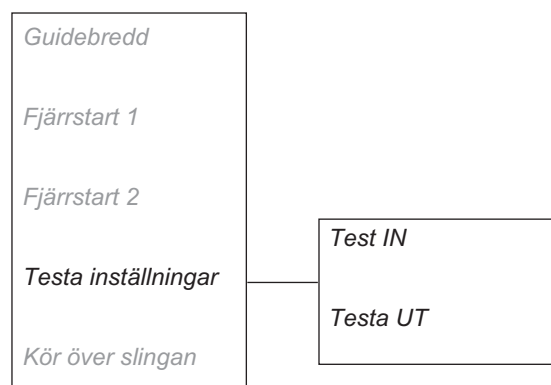 Guidebredd
Fjärrstart 1
Fjärrstart 2
Testa inställningar
Kör över slingan
Test IN
Testa UT